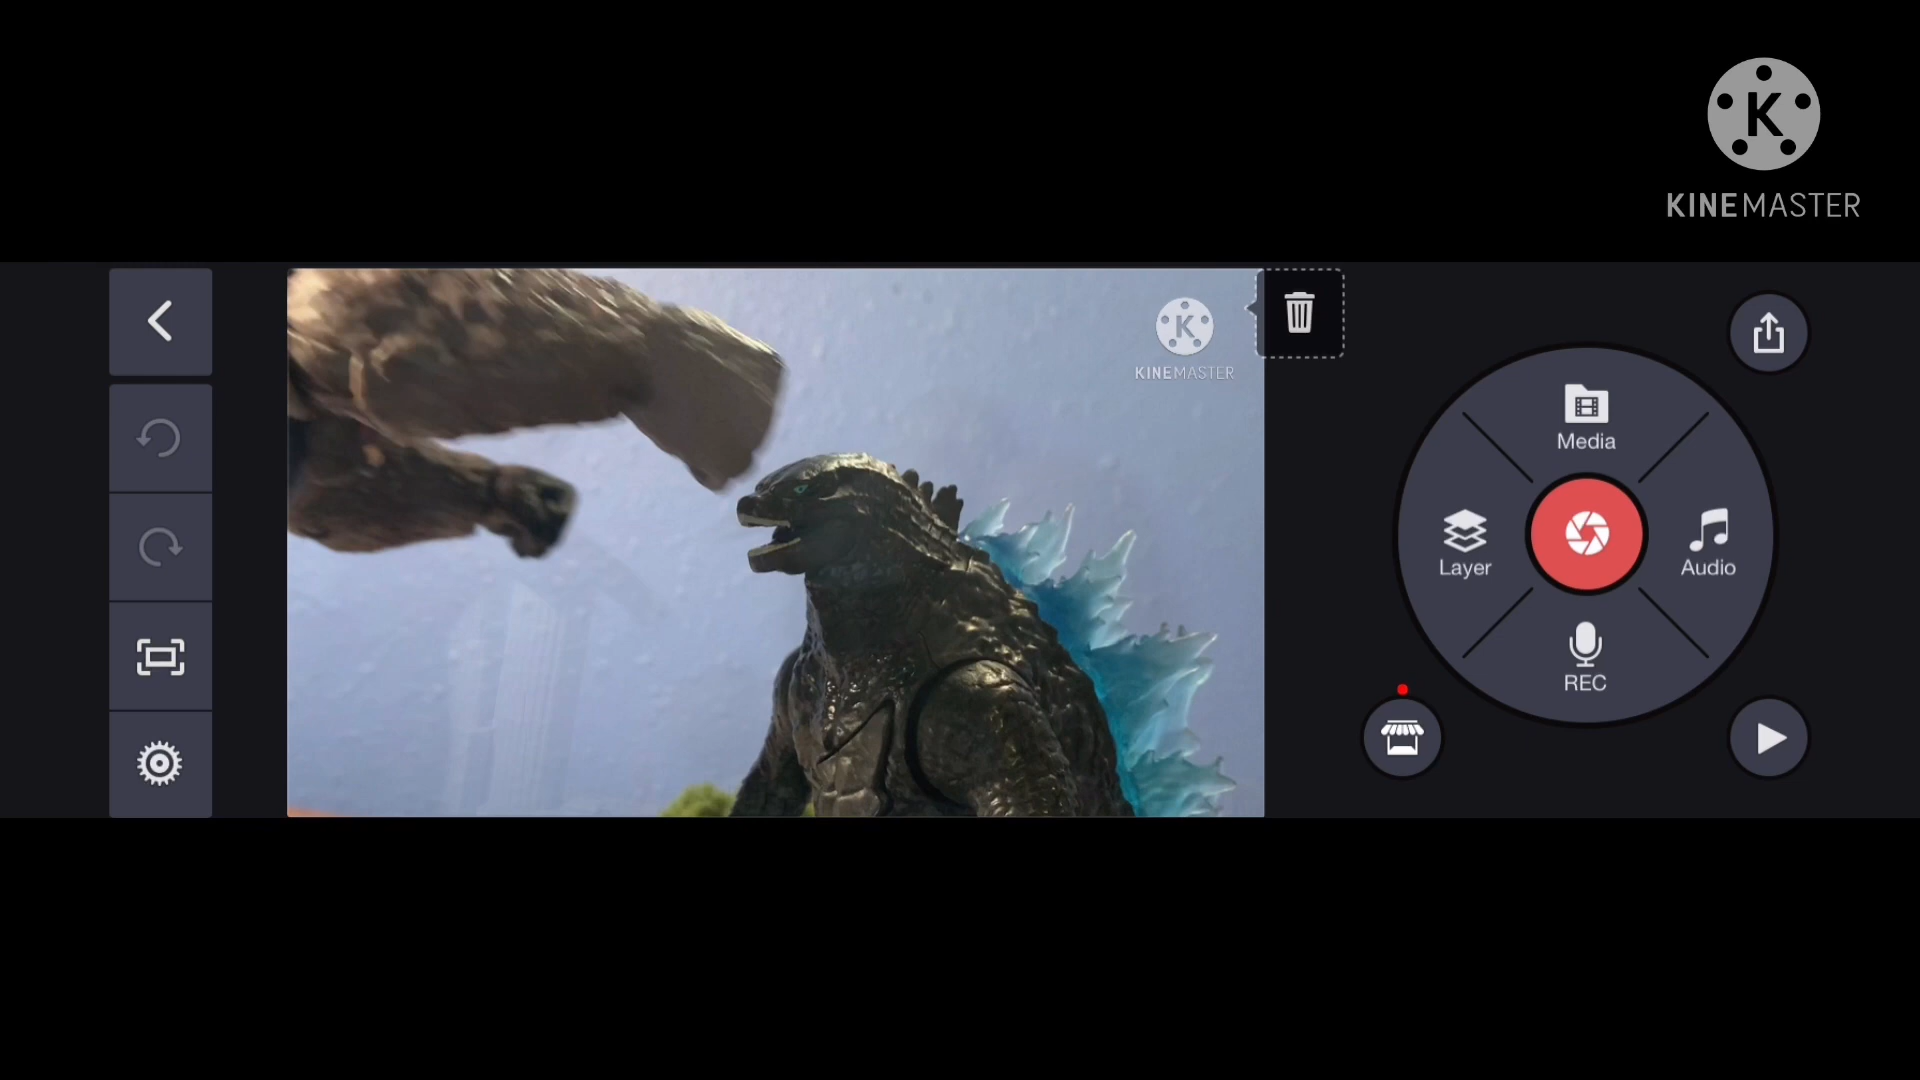 K
KINEMASTER
K
KINEMASTER
Media
Layer
Audio
REC